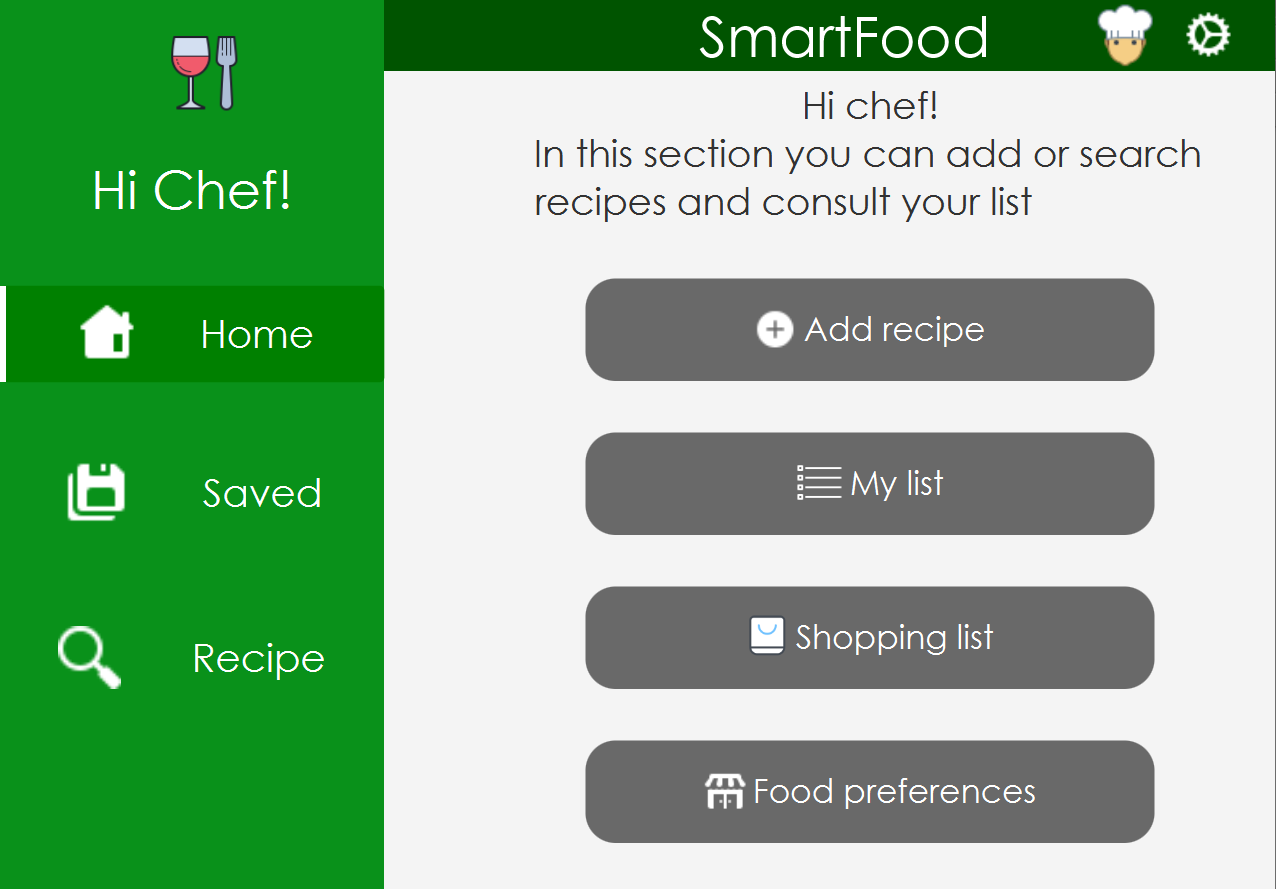 Hi Chef!
Home
Saved
Recipe
SmartFood
Hi chef!
In this section you can add or search
recipes and consult your list
Add recipe
My list
Shopping list
Food preferences